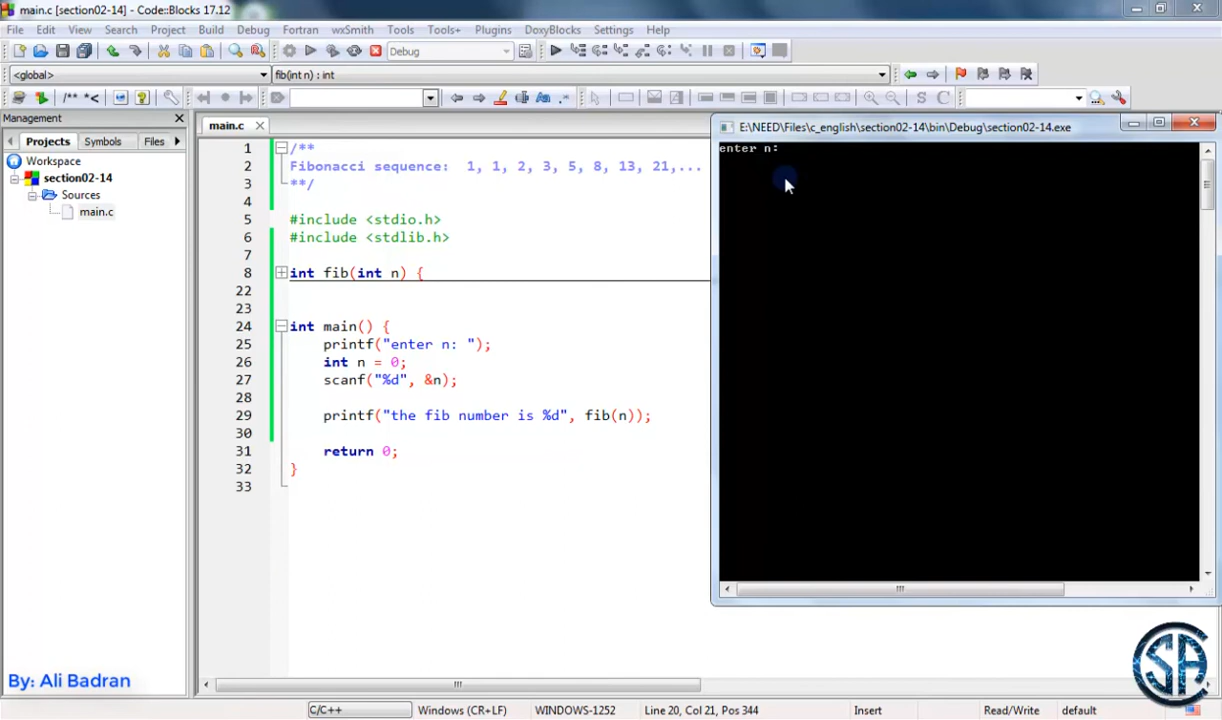 main.c [section02-14] - Code::Blocks 17.12
File Edit View Search Project Build Debug Fortran wxSmith Tools Tools+ Plugins DoxyBlocks Settings Help
Debug
<global> fib(int n) : int
/** *<
S C
Management
Projects Symbols Files
Workspace
section02-14
Sources
main.c
main.c
1 /**
2 Fibonacci sequence: 1, 1, 2, 3, 5, 8, 13, 21,...
3 **/
4
5 #include <stdio.h>
6 #include <stdlib.h>
7
8 int fib(int n) {
22
23
24 int main() {
25 printf("enter n: ");
26 int n = 0;
27 scanf("%d", &n);
28
29 printf("the fib number is %d", fib(n));
30
31 return 0;
32 }
33
E:\NEED\Files\c_english\section02-14\bin\Debug\section02-14.exe
enter n:
By: Ali Badran
SA
C/C++ Windows (CR+LF) WINDOWS-1252 Line 20, Col 21, Pos 344 Insert Read/Write default